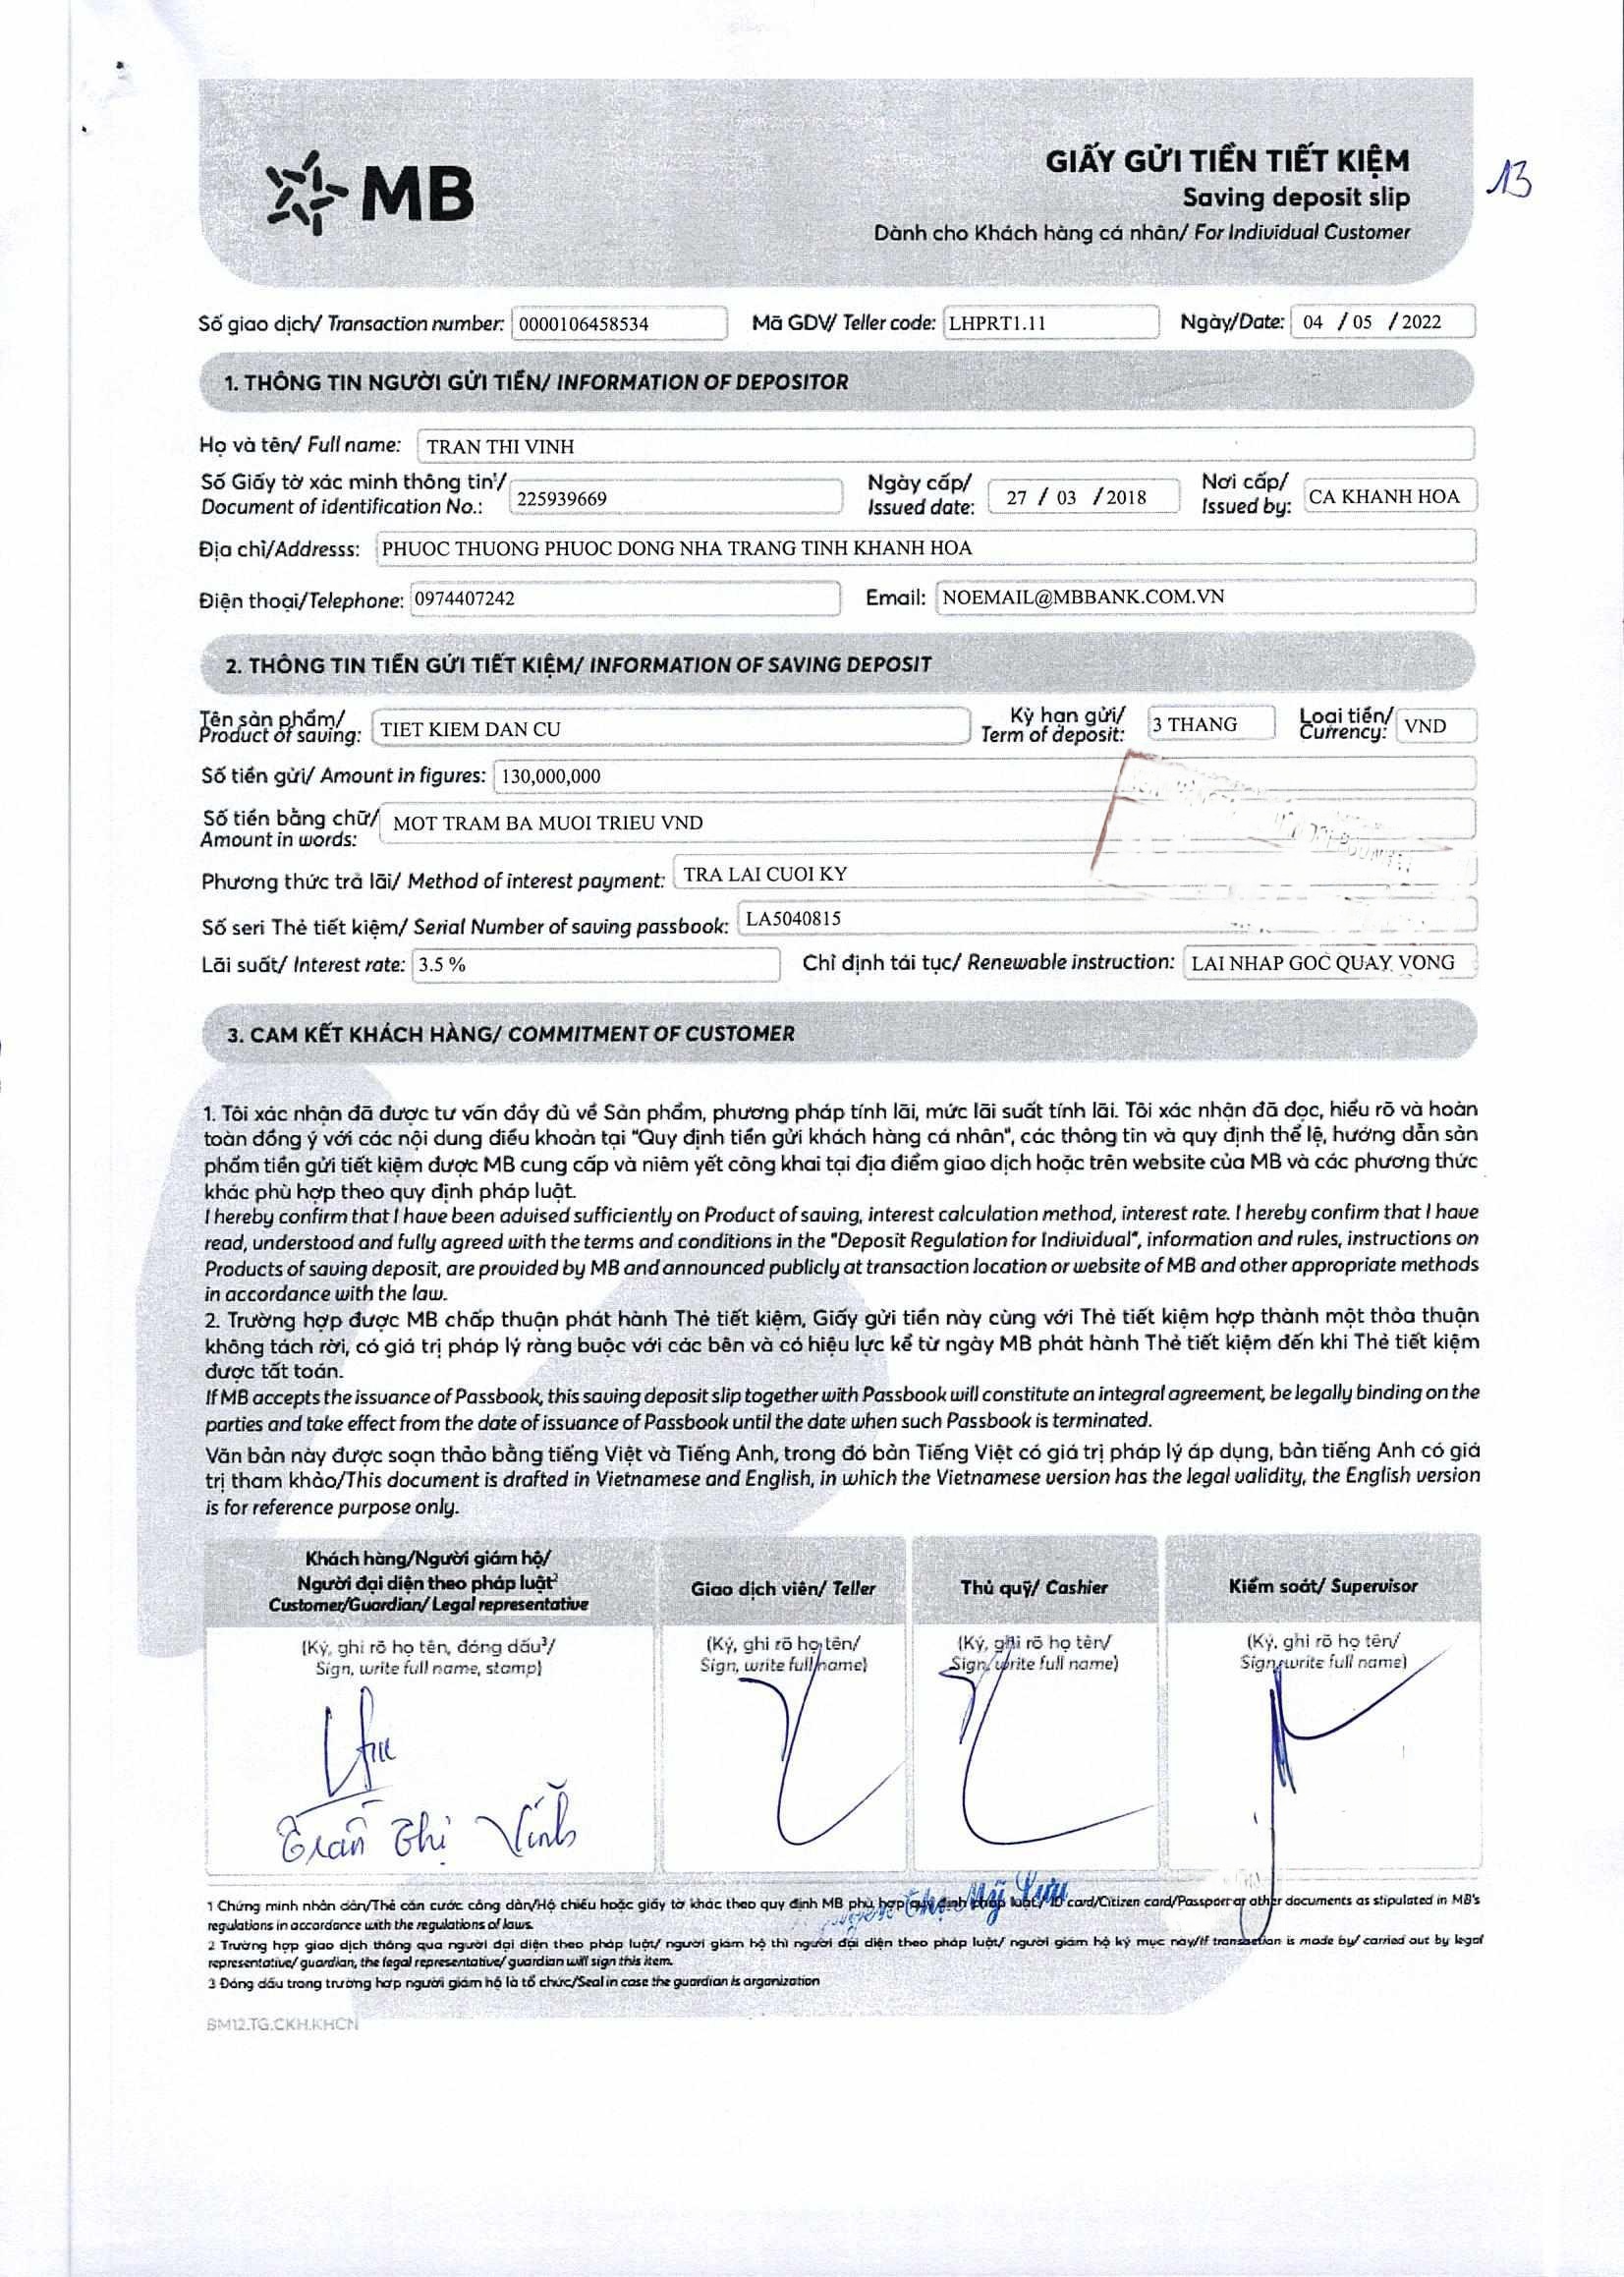 MB
GIẤY GỬI TIỀN TIẾT KIỆM
Saving deposit slip
Dành cho Khách hàng cá nhân/ For Individual Customer
13
Số giao dịch/ Transaction number: 0000106458534 Mã GDV/ Teller code: LHPRT1.11 Ngày/Date: 04 / 05 / 2022
1. THÔNG TIN NGƯỜI GỬI TIỀN/ INFORMATION OF DEPOSITOR
Họ và tên/ Full name: TRAN THI VINH
Số Giấy tờ xác minh thông tin¹/ Ngày cấp/ Nơi cấp/
Document of identification No.: 225939669 Issued date: 27 / 03 / 2018 Issued by: CA KHANH HOA
Địa chỉ/Addresss: PHUOC THUONG PHUOC DONG NHA TRANG TINH KHANH HOA
Điện thoại/Telephone: 0974407242 Email: NOEMAIL@MBBANK.COM.VN
2. THÔNG TIN TIỀN GỬI TIẾT KIỆM/ INFORMATION OF SAVING DEPOSIT
Tên sản phẩm/ Kỳ hạn gửi/ Loại tiền/
Product of saving: TIET KIEM DAN CU Term of deposit: 3 THANG Currency: VND
Số tiền gửi/ Amount in figures: 130,000,000
Số tiền bằng chữ/
Amount in words: MOT TRAM BA MUOI TRIEU VND
Phương thức trả lãi/ Method of interest payment: TRA LAI CUOI KY
Số seri Thẻ tiết kiệm/ Serial Number of saving passbook: LA5040815
Lãi suất/ Interest rate: 3.5 % Chỉ định tái tục/ Renewable instruction: LAI NHAP GOC QUAY VONG
3. CAM KẾT KHÁCH HÀNG/ COMMITMENT OF CUSTOMER
1. Tôi xác nhận đã được tư vấn đầy đủ về Sản phẩm, phương pháp tính lãi, mức lãi suất tính lãi. Tôi xác nhận đã đọc, hiểu rõ và hoàn
toàn đồng ý với các nội dung điều khoản tại "Quy định tiền gửi khách hàng cá nhân", các thông tin và quy định thể lệ, hướng dẫn sản
phẩm tiền gửi tiết kiệm được MB cung cấp và niêm yết công khai tại địa điểm giao dịch hoặc trên website của MB và các phương thức
khác phù hợp theo quy định pháp luật.
I hereby confirm that I have been advised sufficiently on Product of saving, interest calculation method, interest rate. I hereby confirm that I have
read, understood and fully agreed with the terms and conditions in the "Deposit Regulation for Individual", information and rules, instructions on
Products of saving deposit, are provided by MB and announced publicly at transaction location or website of MB and other appropriate methods
in accordance with the law.
2. Trường hợp được MB chấp thuận phát hành Thẻ tiết kiệm, Giấy gửi tiền này cùng với Thẻ tiết kiệm hợp thành một thỏa thuận
không tách rời, có giá trị pháp lý ràng buộc với các bên và có hiệu lực kể từ ngày MB phát hành Thẻ tiết kiệm đến khi Thẻ tiết kiệm
được tất toán.
If MB accepts the issuance of Passbook, this saving deposit slip together with Passbook will constitute an integral agreement, be legally binding on the
parties and take effect from the date of issuance of Passbook until the date when such Passbook is terminated.
Văn bản này được soạn thảo bằng tiếng Việt và Tiếng Anh, trong đó bản Tiếng Việt có giá trị pháp lý áp dụng, bản tiếng Anh có giá
trị tham khảo/This document is drafted in Vietnamese and English, in which the Vietnamese version has the legal validity, the English version
is for reference purpose only.
Khách hàng/Người giám hộ/
Người đại diện theo pháp luật²
Customer/Guardian/ Legal representative
Giao dịch viên/ Teller
Thủ quỹ/ Cashier
Kiểm soát/ Supervisor
(Ký, ghi rõ họ tên, đóng dấu³/
Sign, write full name, stamp)
(Ký, ghi rõ họ tên/
Sign, write full name)
(Ký, ghi rõ họ tên/
Sign, write full name)
(Ký, ghi rõ họ tên/
Sign, write full name)
Trần Thị Vinh
Thị Mỹ Lựu
1 Chứng minh nhân dân/Thẻ căn cước công dân/Hộ chiếu hoặc giấy tờ khác theo quy định MB phù hợp quy định pháp luật/ ID card/Citizen card/Passport or other documents as stipulated in MB's
regulations in accordance with the regulations of laws.
2 Trường hợp giao dịch thông qua người đại diện theo pháp luật/ người giám hộ thì người đại diện theo pháp luật/ người giám hộ ký mục này/If transaction is made by/ carried out by legal
representative/ guardian, the legal representative/ guardian will sign this item.
3 Đóng dấu trong trường hợp người giám hộ là tổ chức/Seal in case the guardian is organization
BM12.TG.CKH.KHCN